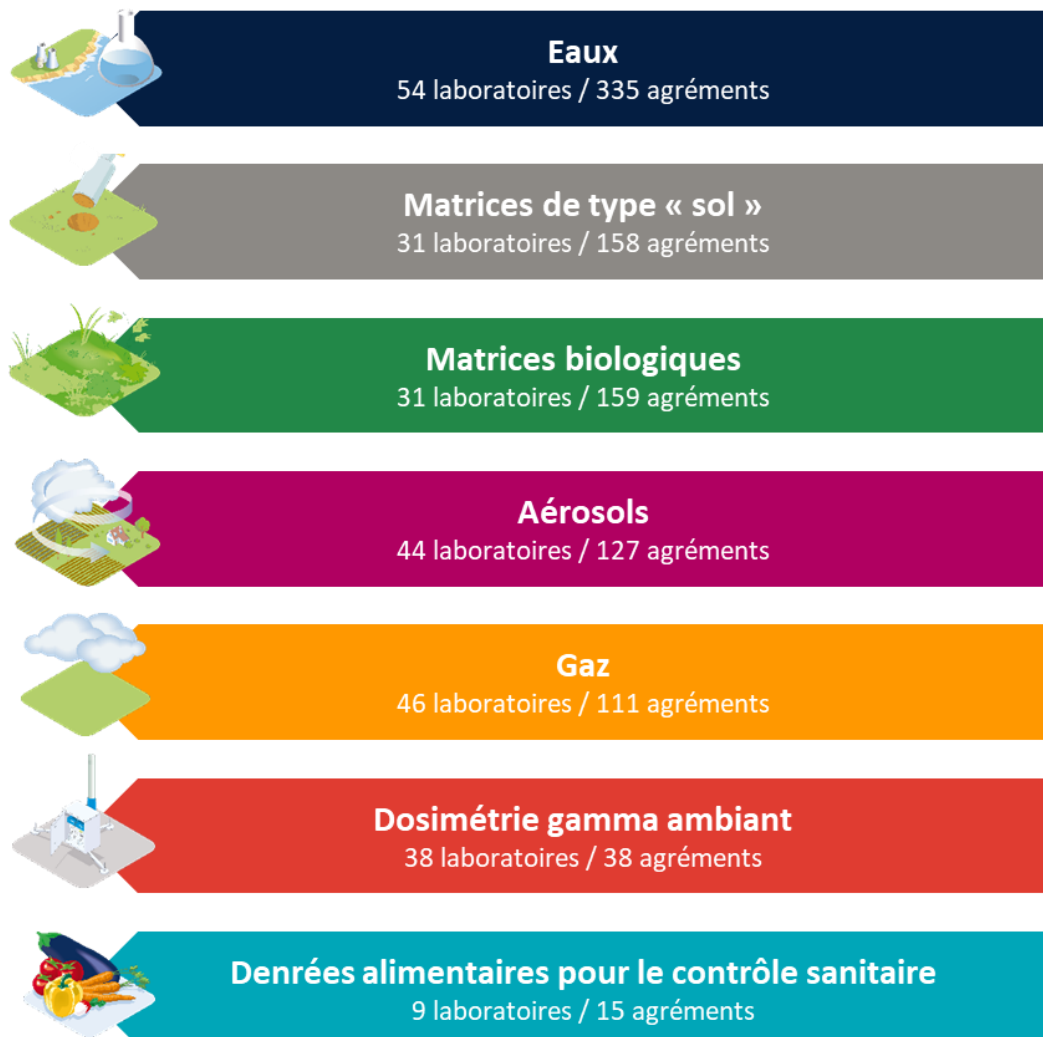 Eaux
54 laboratoires / 335 agréments
Matrices de type « sol »
31 laboratoires / 158 agréments
Matrices biologiques
31 laboratoires / 159 agréments
Aérosols
44 laboratoires / 127 agréments
Gaz
46 laboratoires / 111 agréments
Dosimétrie gamma ambiant
38 laboratoires / 38 agréments
Denrées alimentaires pour le contrôle sanitaire
9 laboratoires / 15 agréments